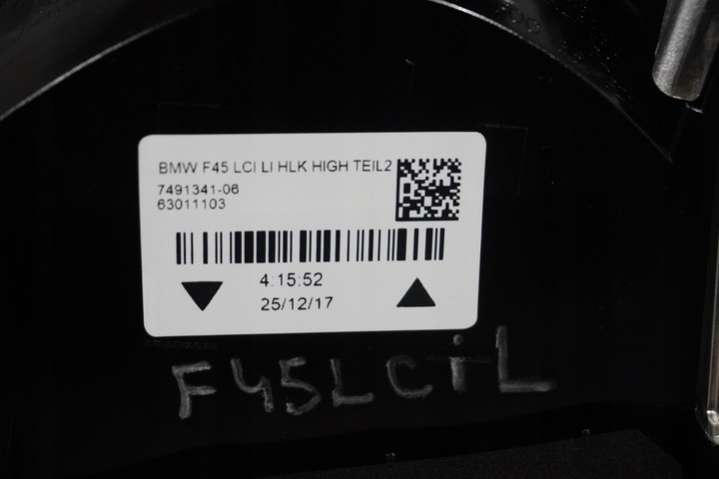 BMW F45 LCI LI HLK HIGH TEIL2
7491341-06
63011103
4:15:52
25/12/17
F45LCiL